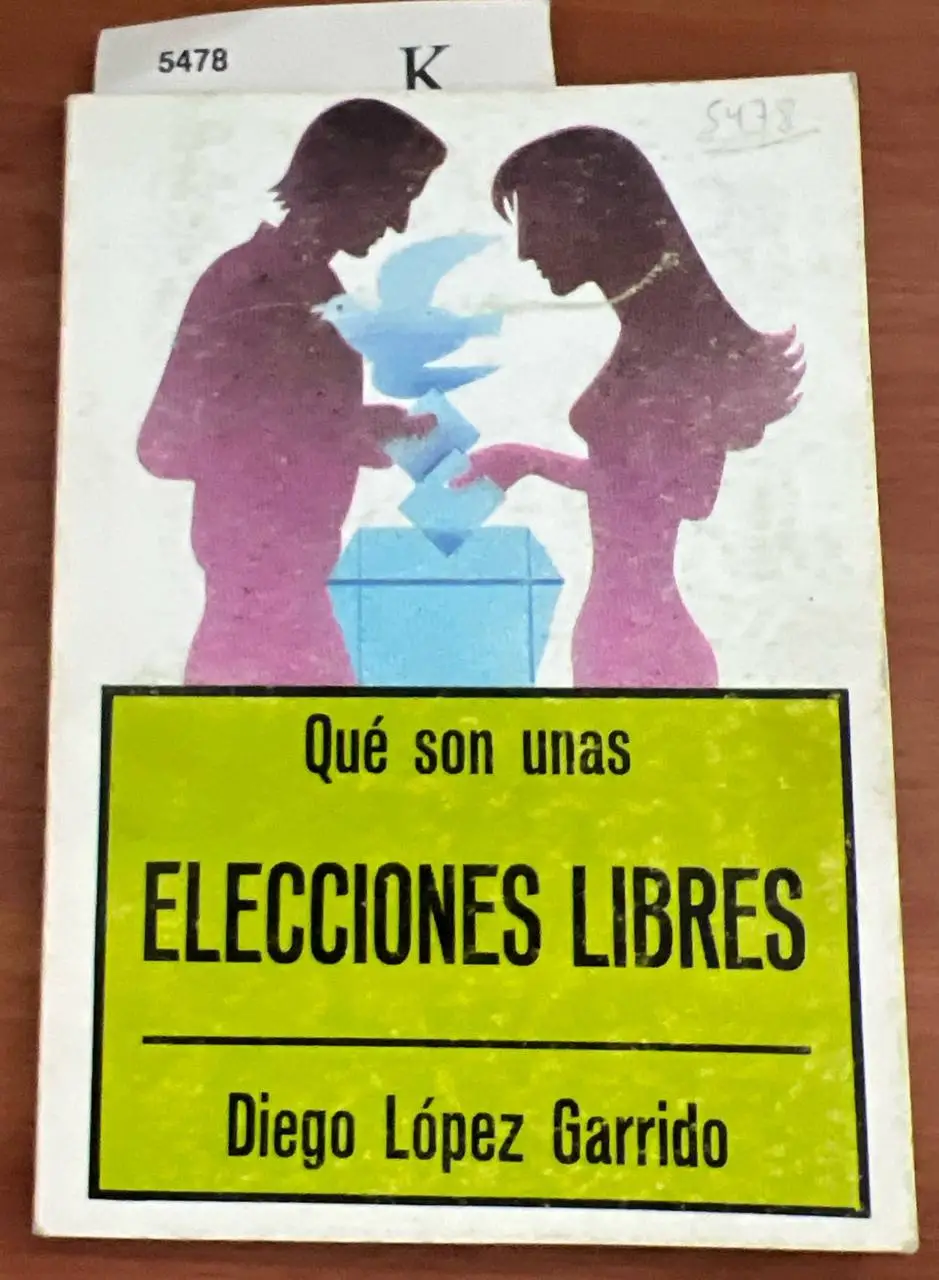 5478 K
5478
Qué son unas
ELECCIONES LIBRES
Diego López Garrido